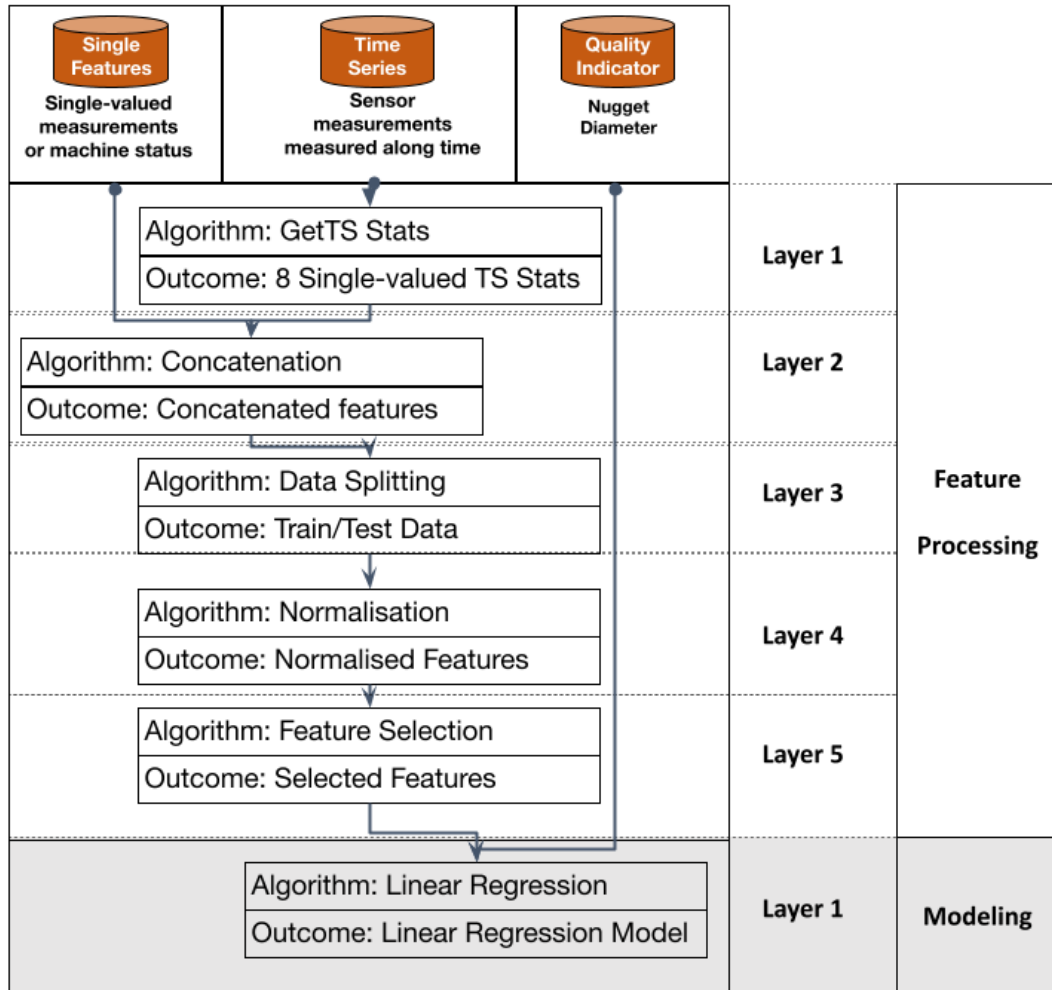 Single
Features
Single-valued
measurements
or machine status
Time
Series
Sensor
measurements
measured along time
Quality
Indicator
Nugget
Diameter
Algorithm: GetTS Stats
Outcome: 8 Single-valued TS Stats
Layer 1
Algorithm: Concatenation
Outcome: Concatenated features
Layer 2
Algorithm: Data Splitting
Outcome: Train/Test Data
Layer 3
Feature
Processing
Algorithm: Normalisation
Outcome: Normalised Features
Layer 4
Algorithm: Feature Selection
Outcome: Selected Features
Layer 5
Algorithm: Linear Regression
Outcome: Linear Regression Model
Layer 1
Modeling